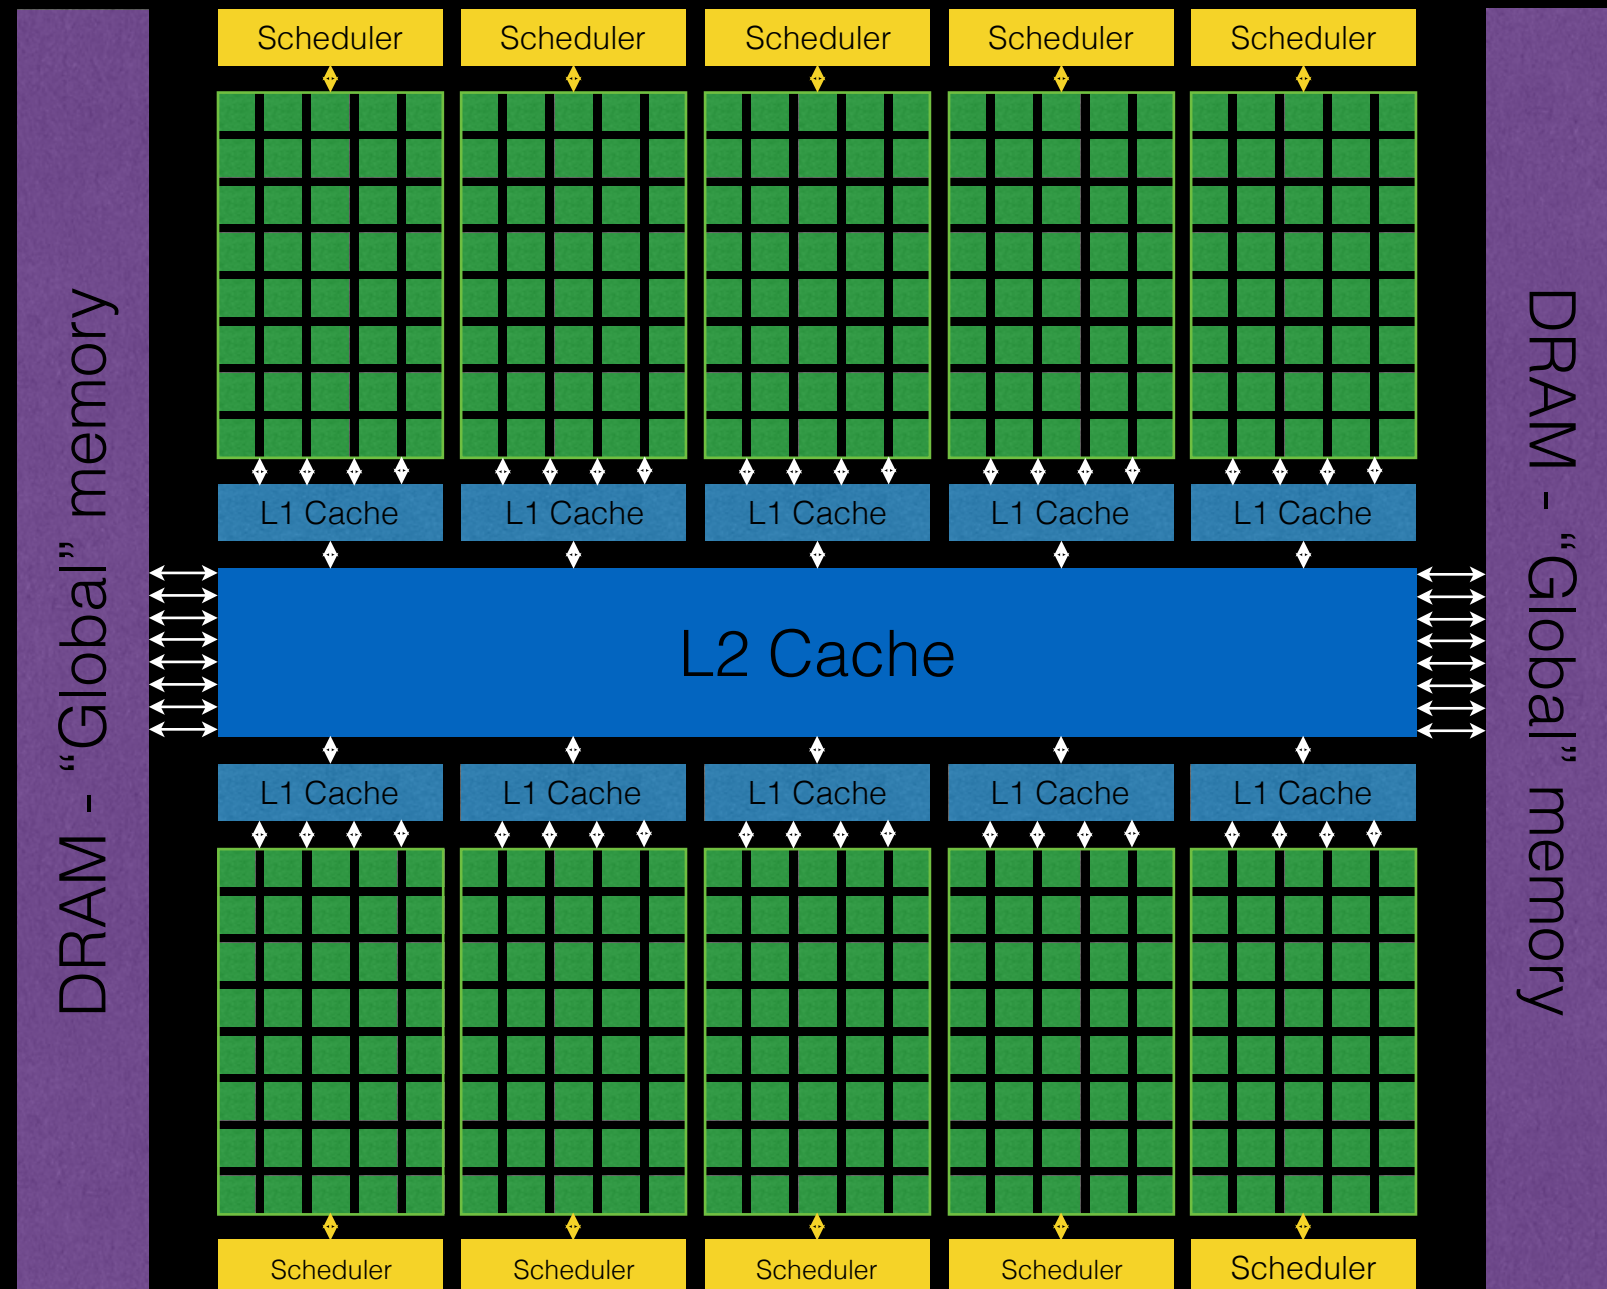 Scheduler
Scheduler
Scheduler
Scheduler
Scheduler
DRAM - “Global” memory
L1 Cache
L1 Cache
L1 Cache
L1 Cache
L1 Cache
L2 Cache
L1 Cache
L1 Cache
L1 Cache
L1 Cache
L1 Cache
DRAM - “Global” memory
Scheduler
Scheduler
Scheduler
Scheduler
Scheduler